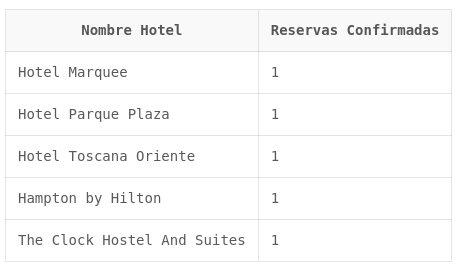 Nombre Hotel Reservas Confirmadas
Hotel Marquee 1
Hotel Parque Plaza 1
Hotel Toscana Oriente 1
Hampton by Hilton 1
The Clock Hostel And Suites 1